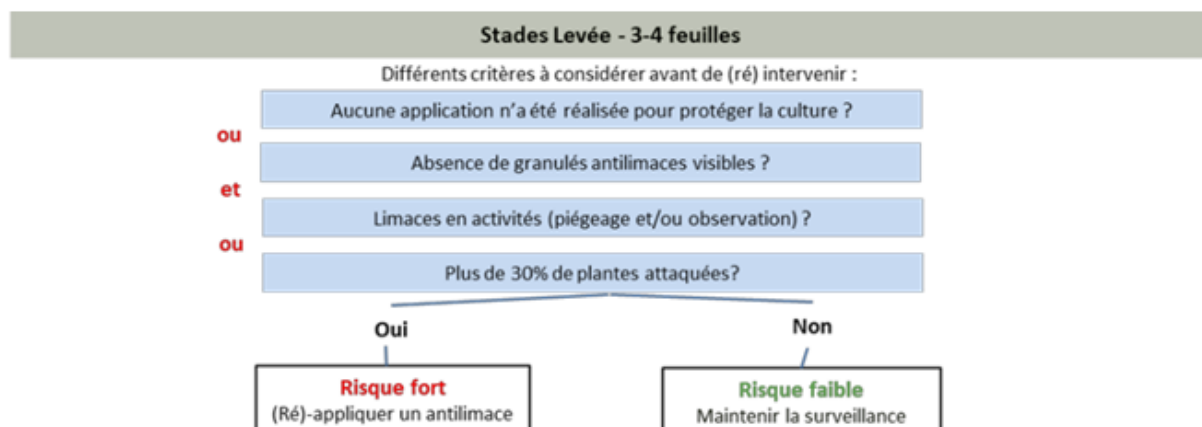 Stades Levée - 3-4 feuilles
Différents critères à considérer avant de (ré) intervenir :
Aucune application n'a été réalisée pour protéger la culture ?
ou
Absence de granulés antilimaces visibles ?
et
Limaces en activités (piégeage et/ou observation) ?
ou
Plus de 30% de plantes attaquées?
Oui
Non
Risque fort
(Ré)-appliquer un antilimace
Risque faible
Maintenir la surveillance